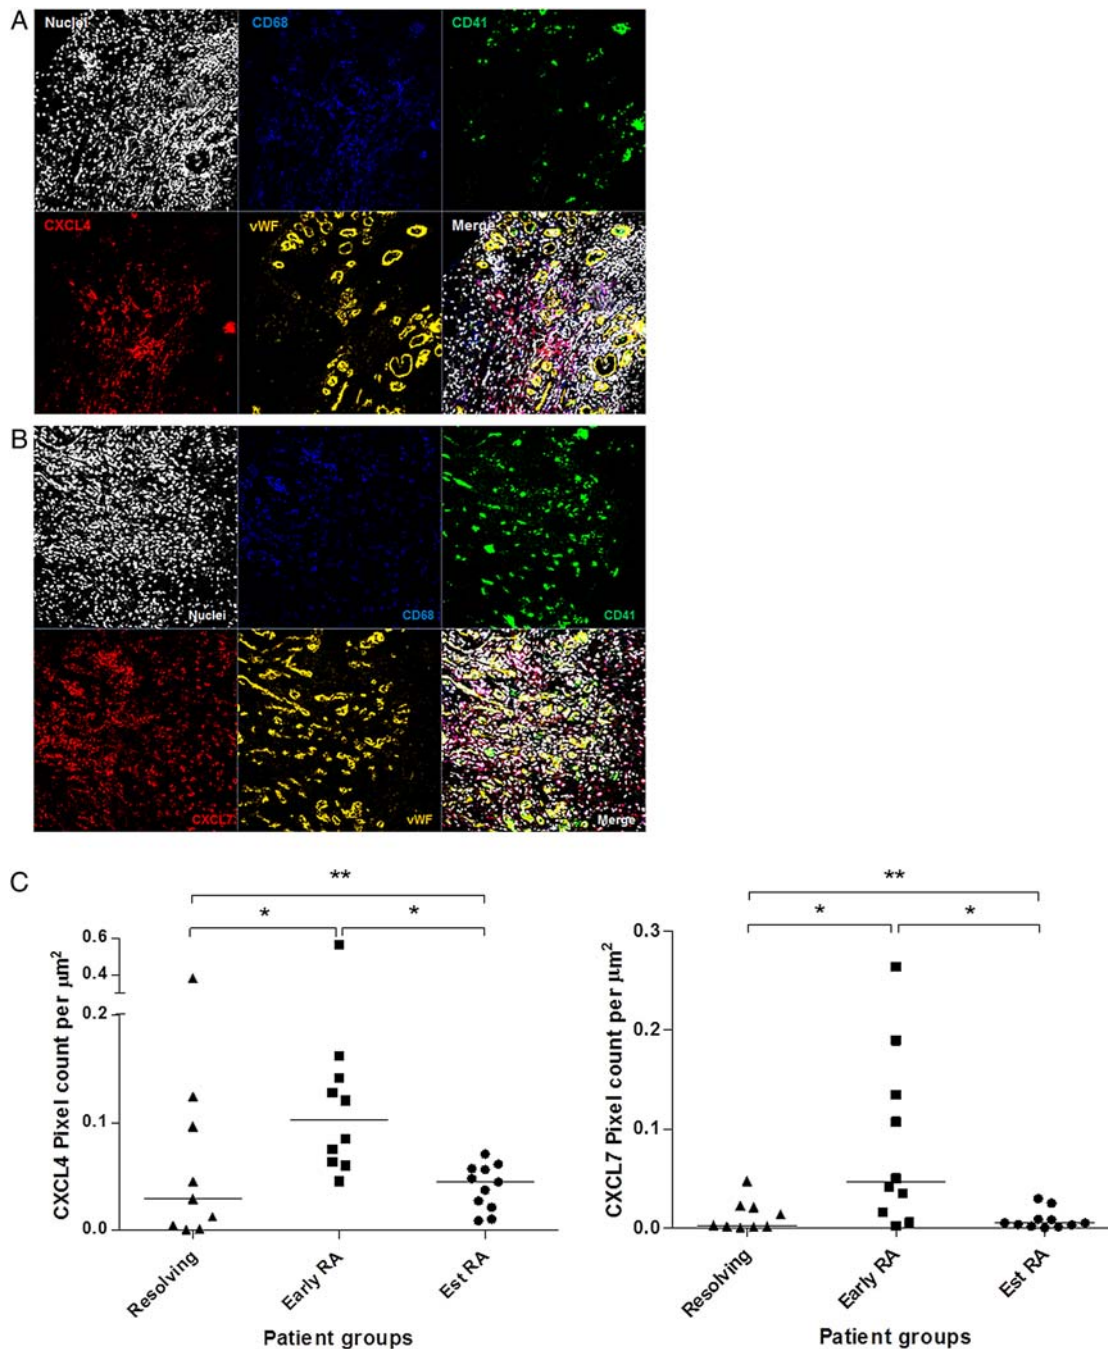 A
Nuclei CD68 CD41
CXCL4 vWF Merge
B
Nuclei CD68 CD41
CXCL7 vWF Merge
C
**
* *
0.6
0.4
0.2
0.1
0.0
CXCL4 Pixel count per µm²
Resolving Early RA Est RA
Patient groups
**
* *
0.3
0.2
0.1
0.0
CXCL7 Pixel count per µm²
Resolving Early RA Est RA
Patient groups